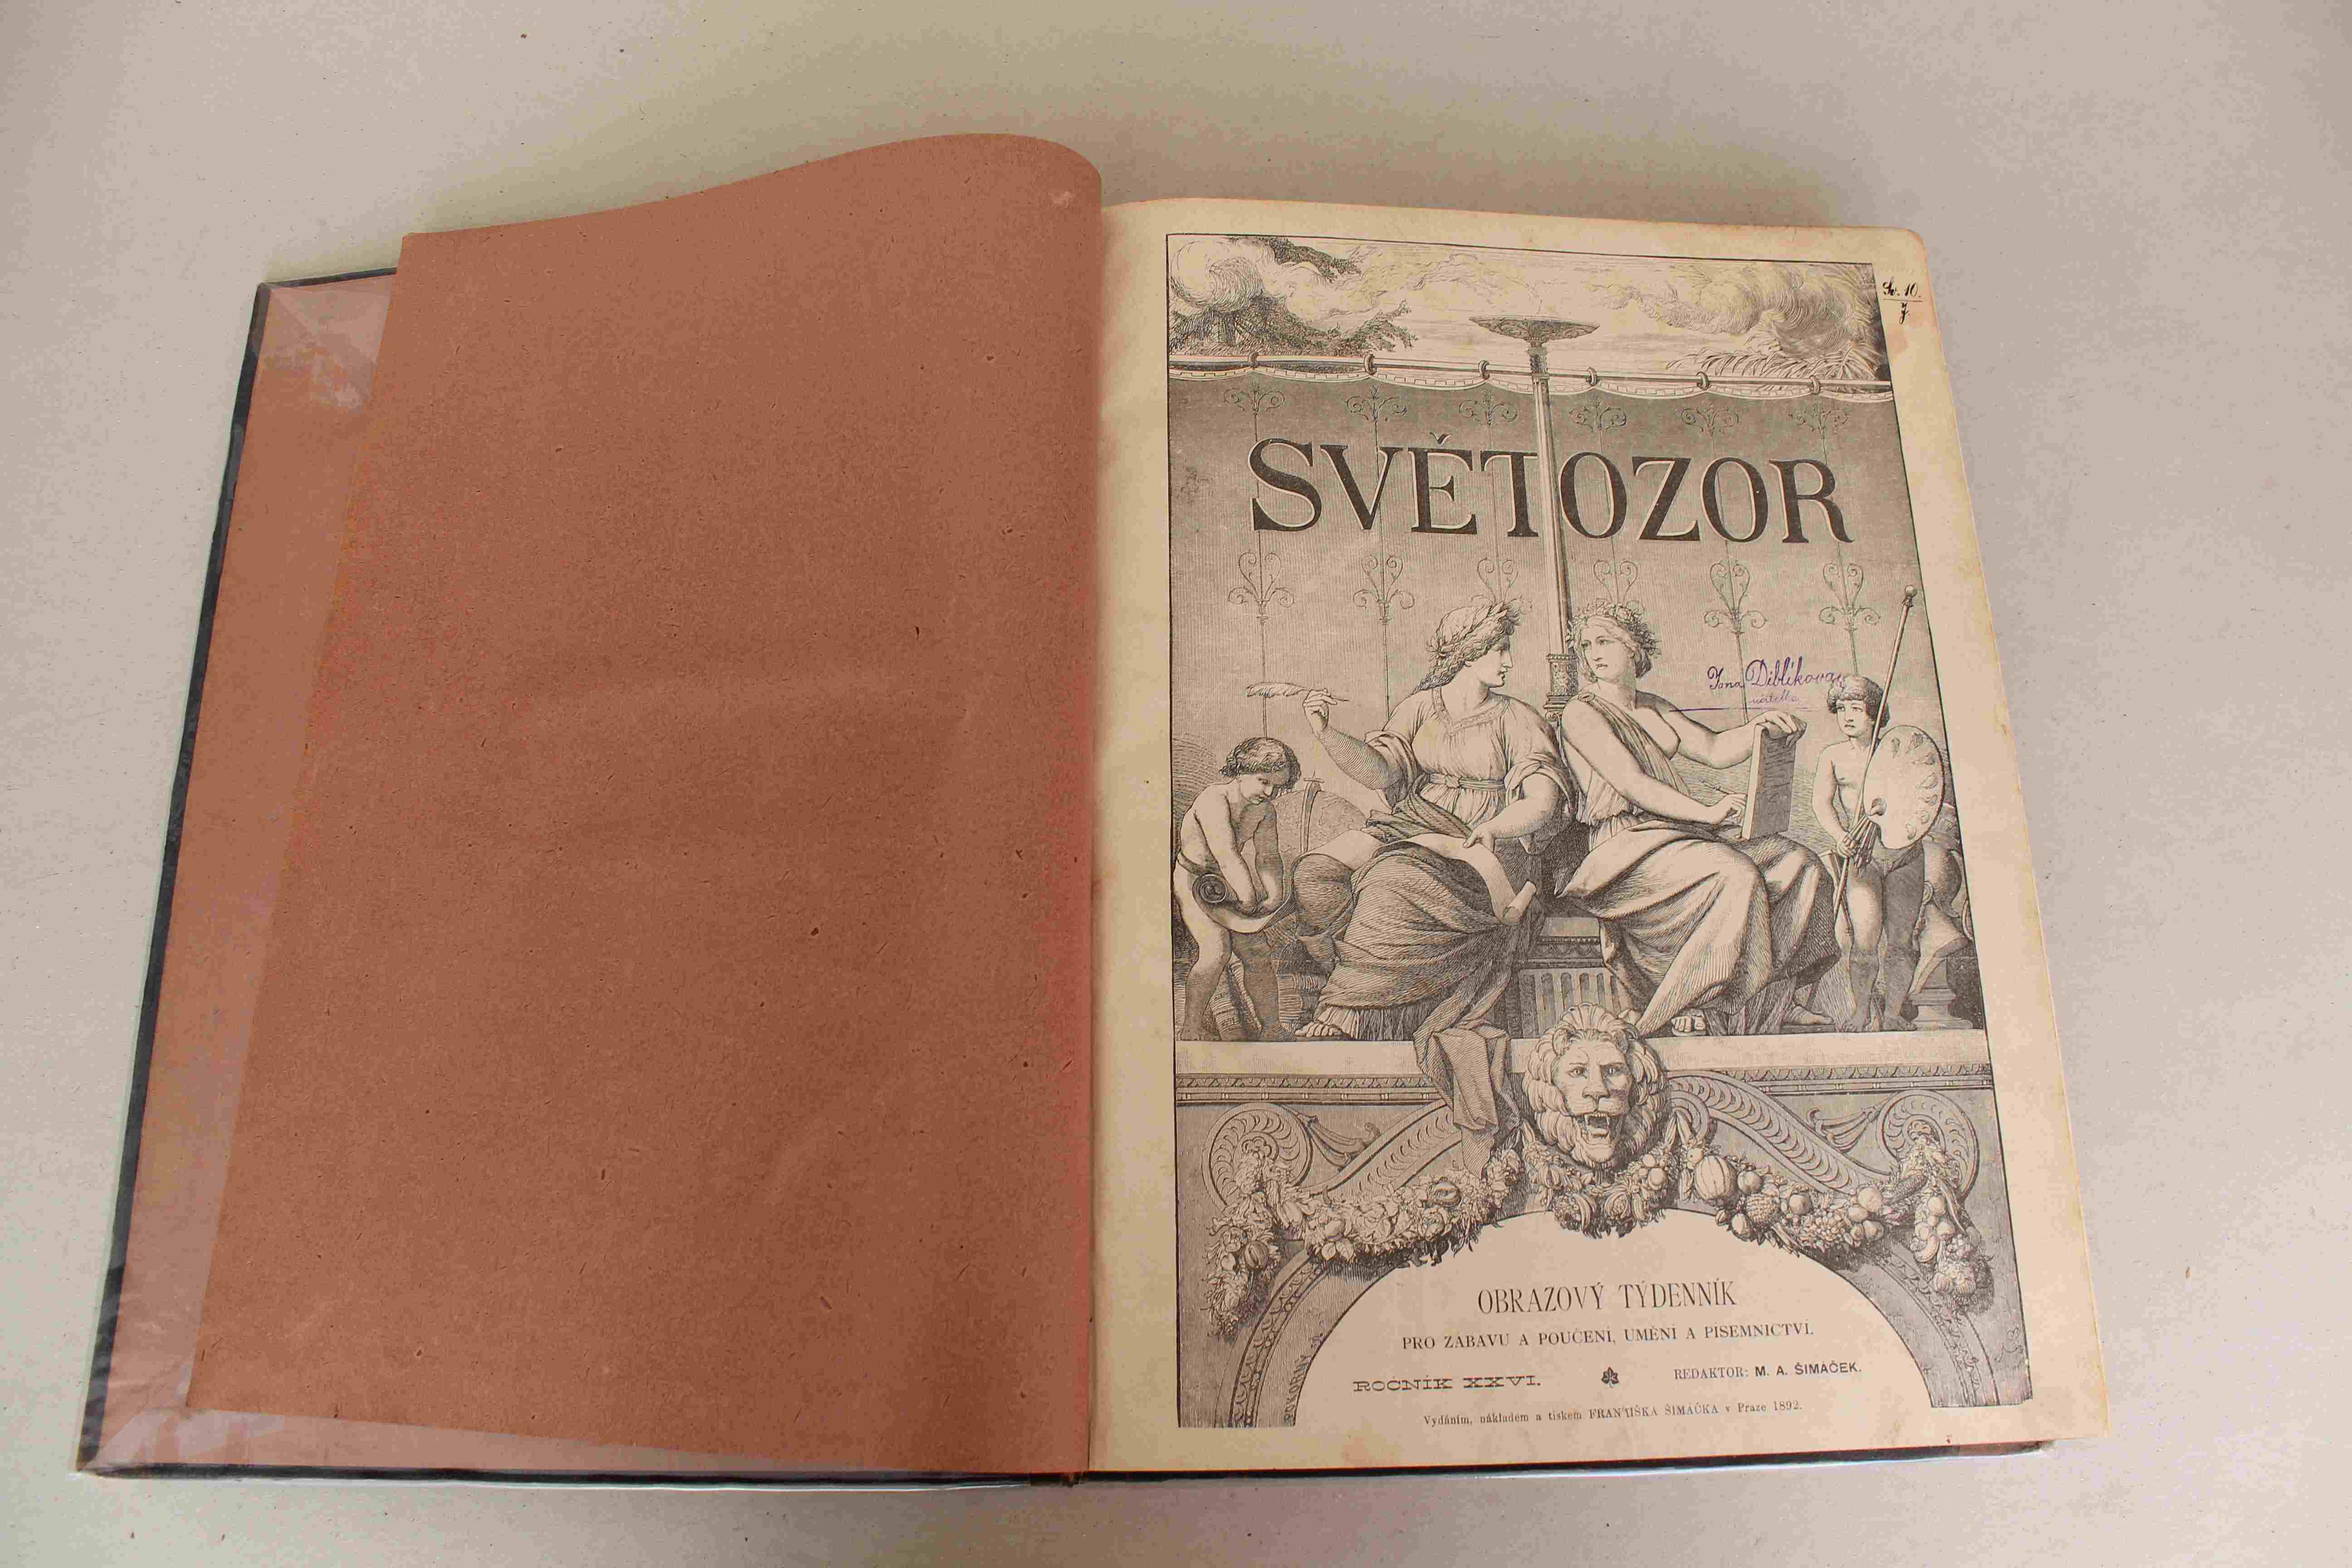 Sv. 10.
SVĚTOZOR
Diblíkova
učitelka
OBRAZOVÝ TÝDENNÍK
PRO ZÁBAVU A POUČENÍ, UMĚNÍ A PÍSEMNICTVÍ.
ROČNÍK XXVI. REDAKTOR: M. A. ŠIMÁČEK.
Vydáním, nákladem a tiskem FRANTIŠKA ŠIMÁČKA v Praze 1892.